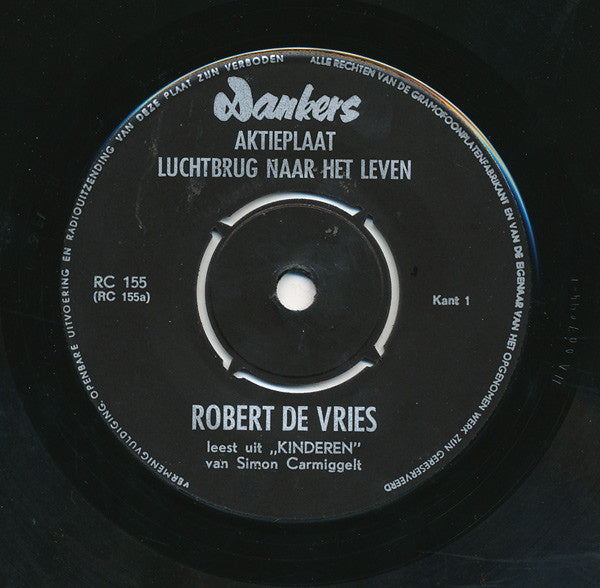 Dankers
AKTIEPLAAT
LUCHTBRUG NAAR HET LEVEN
RC 155
(RC 155a)
Kant 1
ROBERT DE VRIES
leest uit „KINDEREN”
van Simon Carmiggelt
ALLE RECHTEN VAN DE GRAMOFOONPLATENFABRIKANT EN VAN DE EIGENAAR VAN HET OPGENOMEN WERK ZIJN GERESERVEERD
VERMENIGVULDIGING, OPENBARE UITVOERING EN RADIOUITZENDING VAN DEZE PLAAT ZIJN VERBODEN